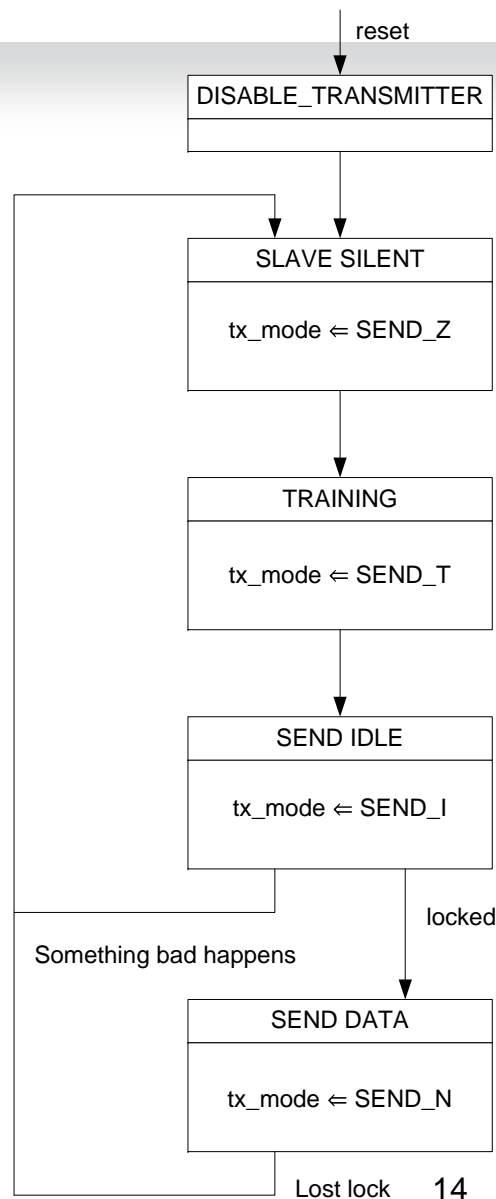 reset
DISABLE_TRANSMITTER
SLAVE SILENT
tx_mode ⇐ SEND_Z
TRAINING
tx_mode ⇐ SEND_T
SEND IDLE
tx_mode ⇐ SEND_I
locked
Something bad happens
SEND DATA
tx_mode ⇐ SEND_N
Lost lock
14